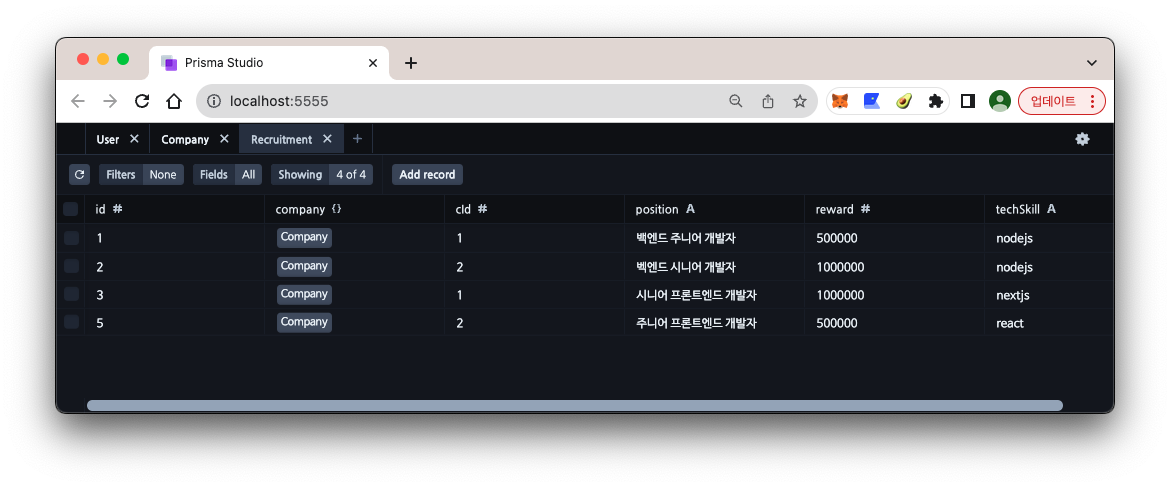 Prisma Studio
localhost:5555
업데이트
User Company Recruitment
Filters None Fields All Showing 4 of 4 Add record
id # company {} cId # position A reward # techSkill A
1 Company 1 백엔드 주니어 개발자 500000 nodejs
2 Company 2 벡엔드 시니어 개발자 1000000 nodejs
3 Company 1 시니어 프론트엔드 개발자 1000000 nextjs
5 Company 2 주니어 프론트엔드 개발자 500000 react